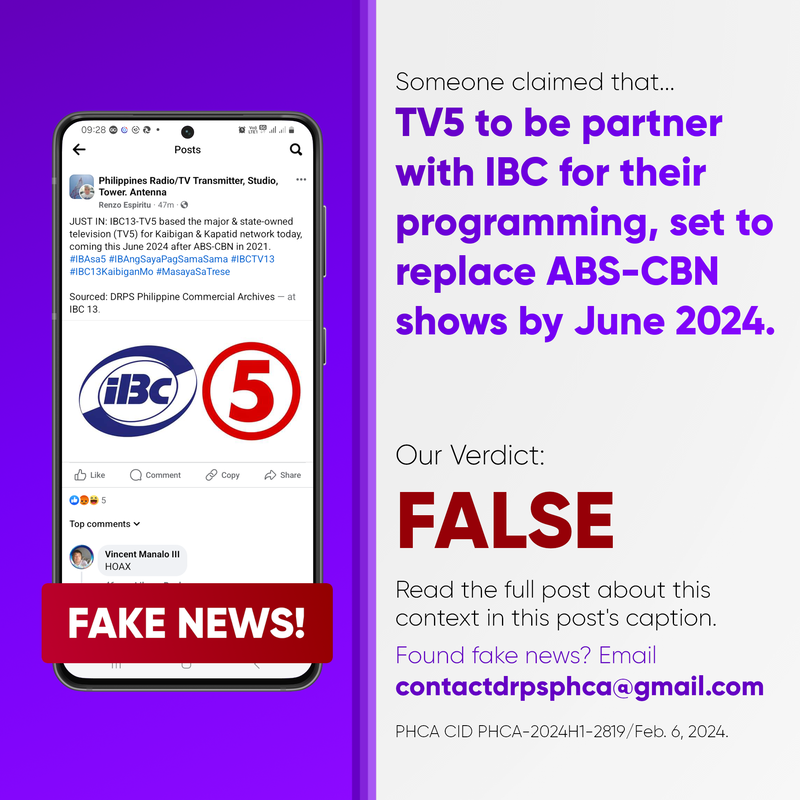 09:28
Posts
Philippines Radio/TV Transmitter, Studio,
Tower. Antenna
Renzo Espiritu · 47m ·
JUST IN: IBC13-TV5 based the major & state-owned
television (TV5) for Kaibigan & Kapatid network today,
coming this June 2024 after ABS-CBN in 2021.
#IBAsa5 #IBAngSayaPagSamaSama #IBCTV13
#IBC13KaibiganMo #MasayaSaTrese
Sourced: DRPS Philippine Commercial Archives — at
IBC 13.
iBC
5
Like Comment Copy Share
5
Top comments
Vincent Manalo III
HOAX
FAKE NEWS!
Someone claimed that...
TV5 to be partner
with IBC for their
programming, set to
replace ABS-CBN
shows by June 2024.
Our Verdict:
FALSE
Read the full post about this
context in this post's caption.
Found fake news? Email
contactdrpsphca@gmail.com
PHCA CID PHCA-2024H1-2819/Feb. 6, 2024.